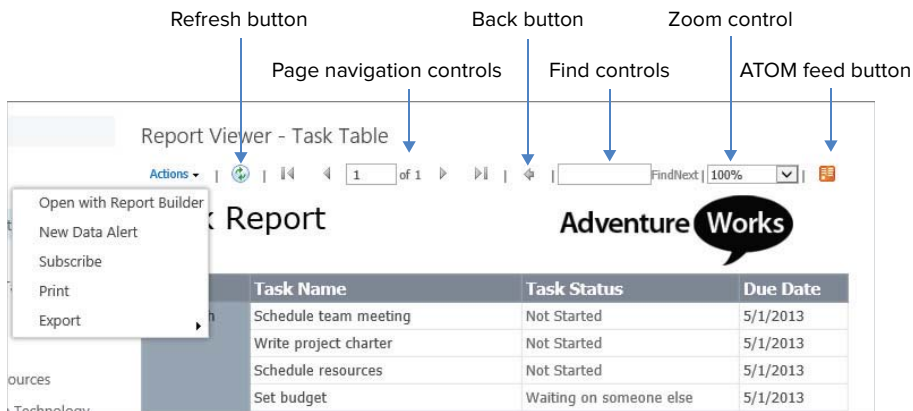 Refresh button Back button Zoom control
Page navigation controls Find controls ATOM feed button
Report Viewer - Task Table
Actions | | 1 of 1 | | FindNext | 100% |
Open with Report Builder
New Data Alert
Subscribe
Print
Export
Report
Adventure Works
Task Name Task Status Due Date
Schedule team meeting Not Started 5/1/2013
Write project charter Not Started 5/1/2013
Schedule resources Not Started 5/1/2013
Set budget Waiting on someone else 5/1/2013
ources
Technology